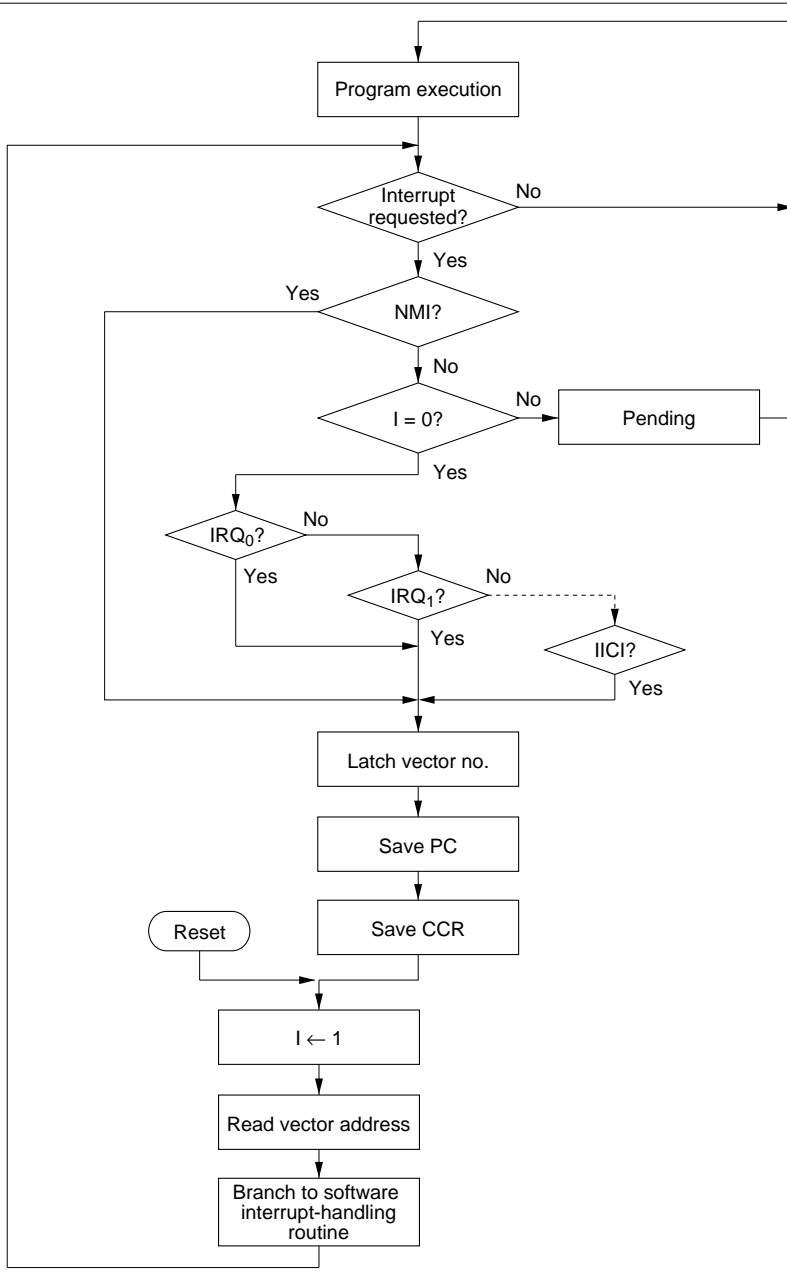 Program execution
Interrupt
requested?
No
Yes
Yes
NMI?
No
I = 0?
No
Pending
Yes
IRQ0?
No
Yes
IRQ1?
No
Yes
IICI?
Yes
Latch vector no.
Save PC
Save CCR
Reset
I ← 1
Read vector address
Branch to software
interrupt-handling
routine